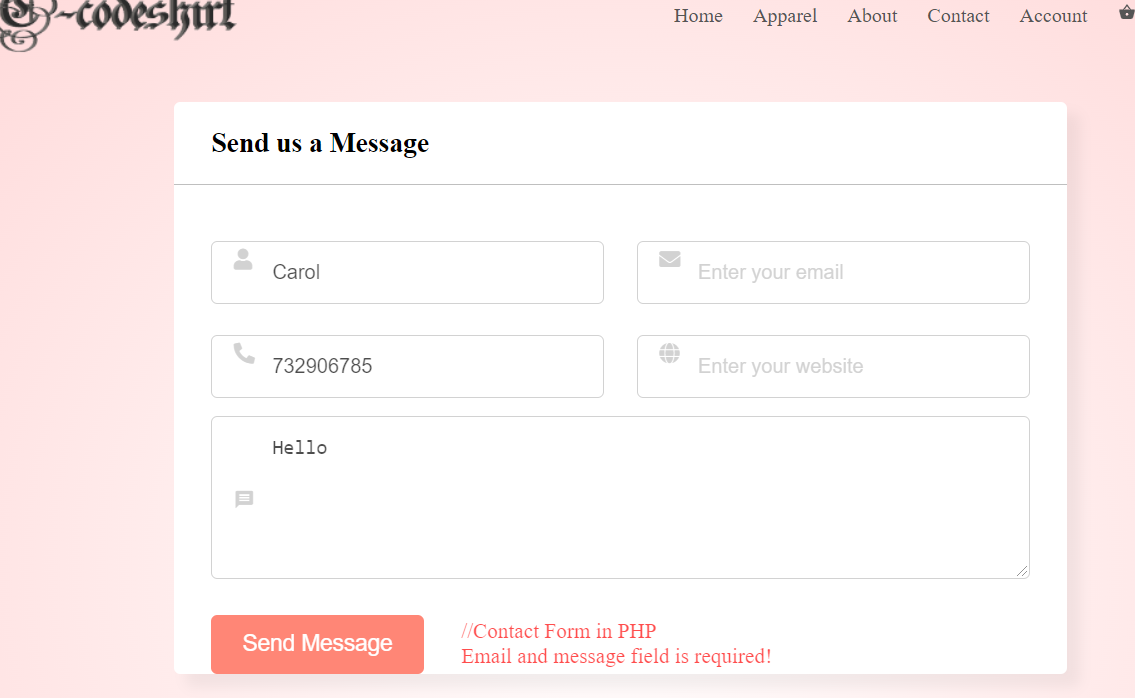 -codeshirt
Home Apparel About Contact Account
Send us a Message
Carol
Enter your email
732906785
Enter your website
Hello
Send Message
//Contact Form in PHP
Email and message field is required!